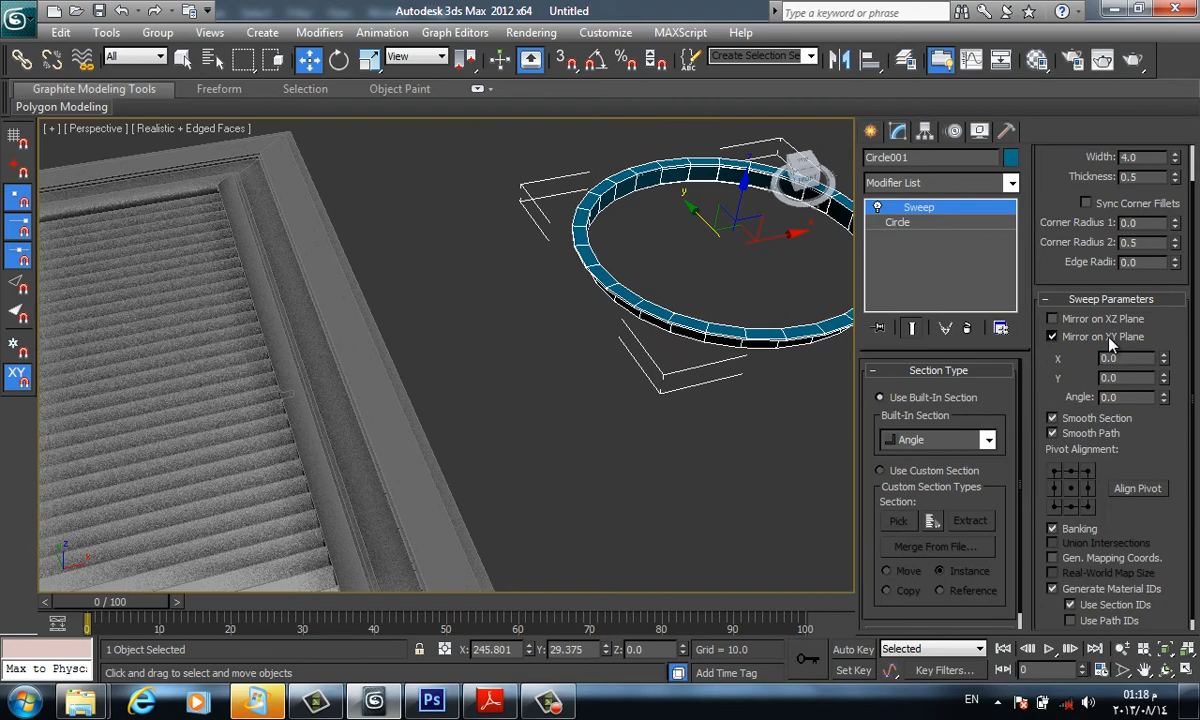 Autodesk 3ds Max 2012 x64 Untitled
Type a keyword or phrase
Edit Tools Group Views Create Modifiers Animation Graph Editors Rendering Customize MAXScript Help
All View 3 Create Selection Se
Graphite Modeling Tools Freeform Selection Object Paint
Polygon Modeling
[ + ] [ Perspective ] [ Realistic + Edged Faces ]
XY
y
z
x
Circle001
Modifier List
Sweep
Circle
Section Type
Use Built-In Section
Built-In Section
Angle
Use Custom Section
Custom Section Types
Section:
Pick Extract
Merge From File...
Move Instance
Copy Reference
Width: 4.0
Thickness: 0.5
Sync Corner Fillets
Corner Radius 1: 0.0
Corner Radius 2: 0.5
Edge Radii: 0.0
Sweep Parameters
Mirror on XZ Plane
Mirror on XY Plane
X 0.0
Y 0.0
Angle: 0.0
Smooth Section
Smooth Path
Pivot Alignment:
Align Pivot
Banking
Union Intersections
Gen. Mapping Coords.
Real-World Map Size
Generate Material IDs
Use Section IDs
Use Path IDs
< 0 / 100 >
10 20 30 40 50 60 70 80 90 100
Max to Physc
1 Object Selected X: 245.801 Y: 29.375 Z: 0.0 Grid = 10.0
Click and drag to select and move objects Add Time Tag
Auto Key Selected
Set Key Key Filters... 0
Ps
EN
م 01:18
٢٠١٣/٠٨/١٤